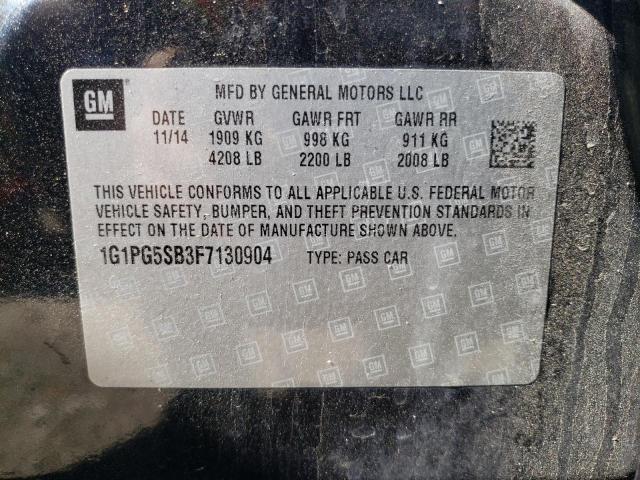 GM
MFD BY GENERAL MOTORS LLC
DATE GVWR GAWR FRT GAWR RR
11/14 1909 KG 998 KG 911 KG
4208 LB 2200 LB 2008 LB
THIS VEHICLE CONFORMS TO ALL APPLICABLE U.S. FEDERAL MOTOR
VEHICLE SAFETY, BUMPER, AND THEFT PREVENTION STANDARDS IN
EFFECT ON THE DATE OF MANUFACTURE SHOWN ABOVE.
1G1PG5SB3F7130904 TYPE: PASS CAR